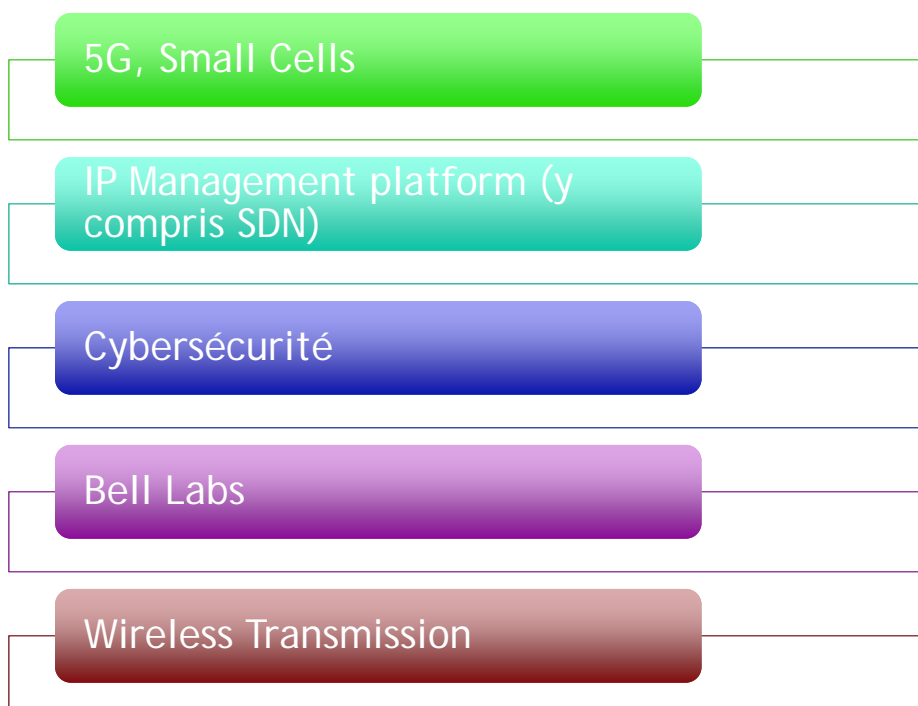 5G, Small Cells
IP Management platform (y
compris SDN)
Cybersécurité
Bell Labs
Wireless Transmission